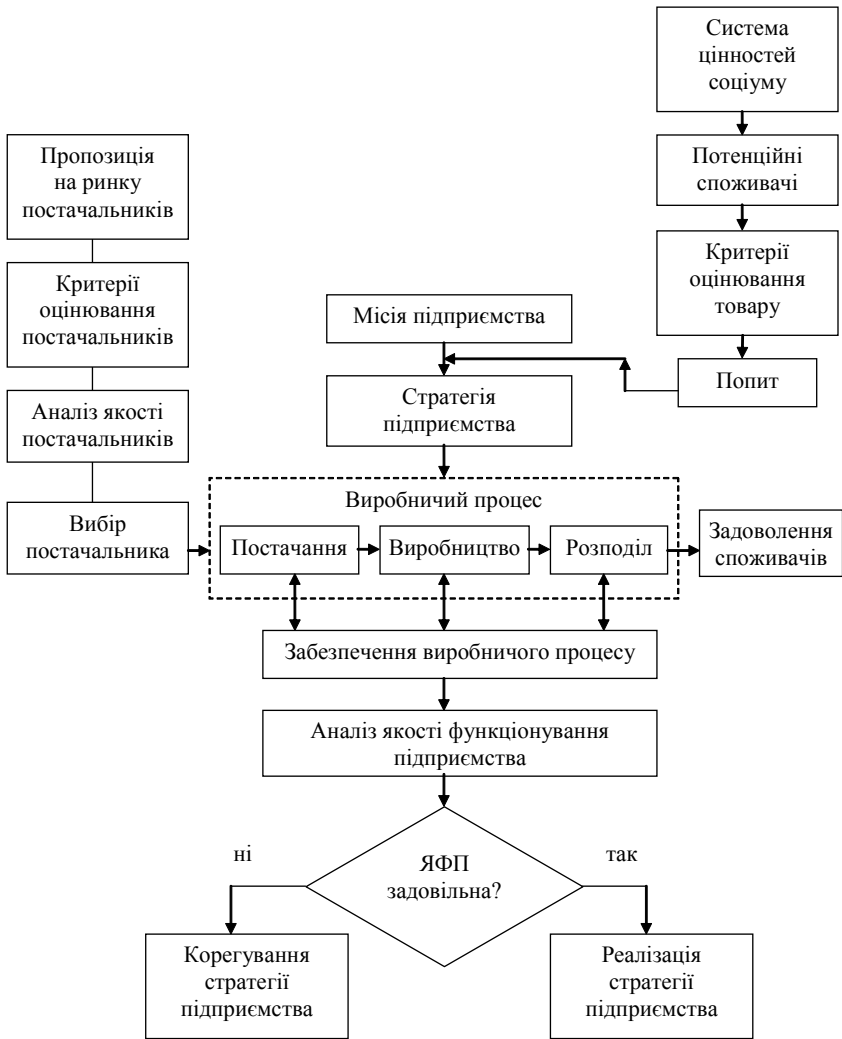 Система
цінностей
соціуму
Потенційні
споживачі
Критерії
оцінювання
товару
Попит
Пропозиція
на ринку
постачальників
Критерії
оцінювання
постачальників
Аналіз якості
постачальників
Вибір
постачальника
Місія підприємства
Стратегія
підприємства
Виробничий процес
Постачання
Виробництво
Розподіл
Задоволення
споживачів
Забезпечення виробничого процесу
Аналіз якості функціонування
підприємства
ЯФП
задовільна?
ні
так
Корегування
стратегії
підприємства
Реалізація
стратегії
підприємства